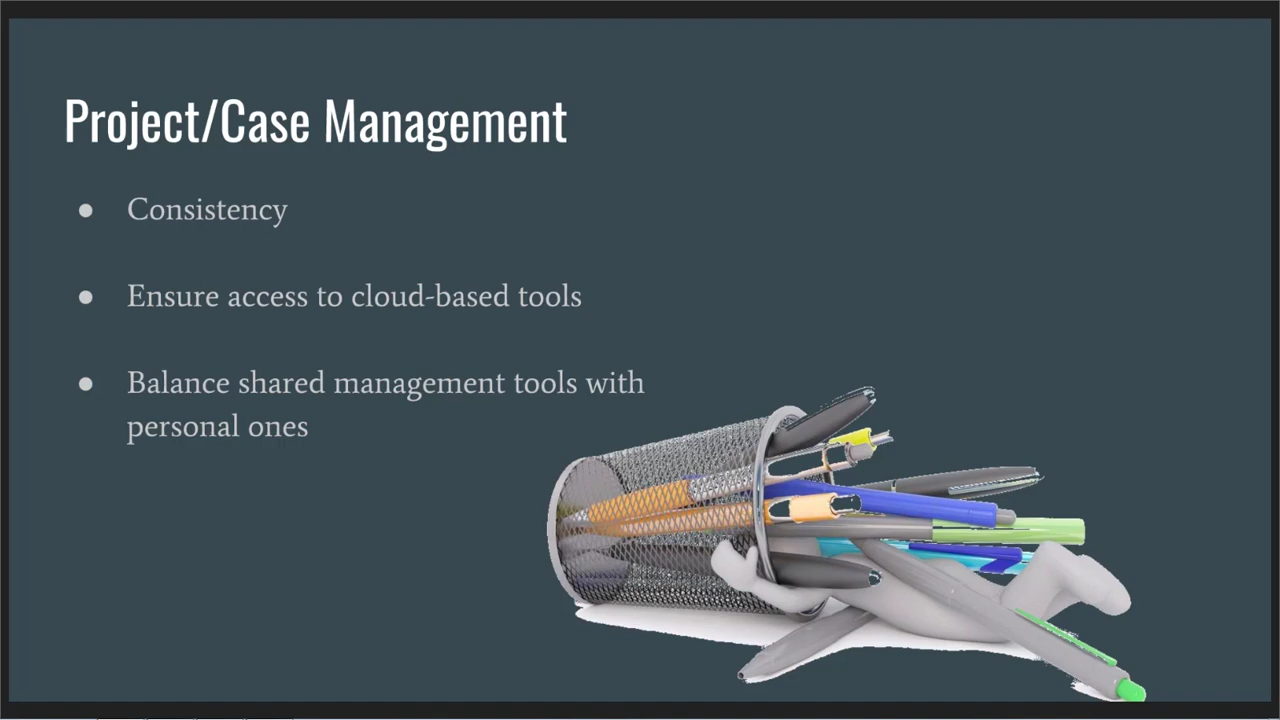 Project/Case Management
● Consistency
● Ensure access to cloud-based tools
● Balance shared management tools with
personal ones